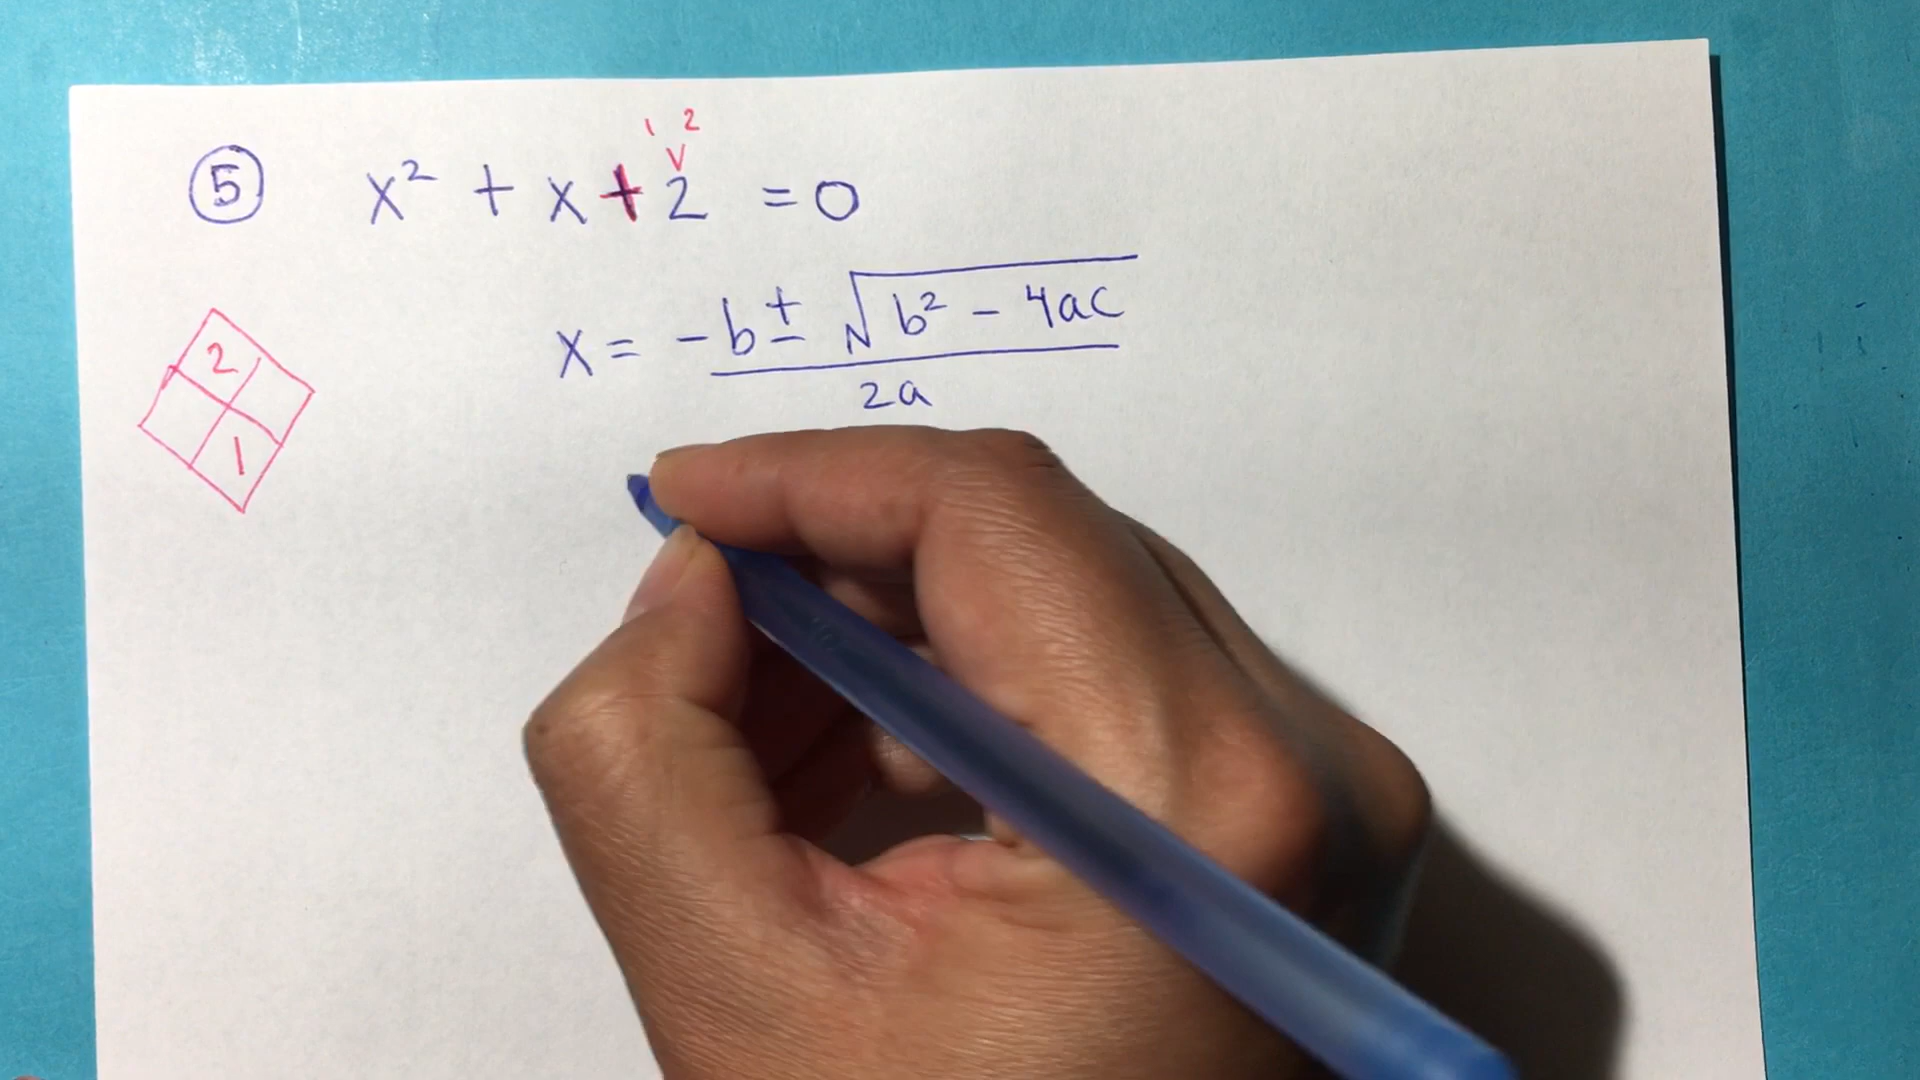 1 2
⑤ x² + x + 2 = 0
x = -b ± √b² - 4ac
2a
2
1